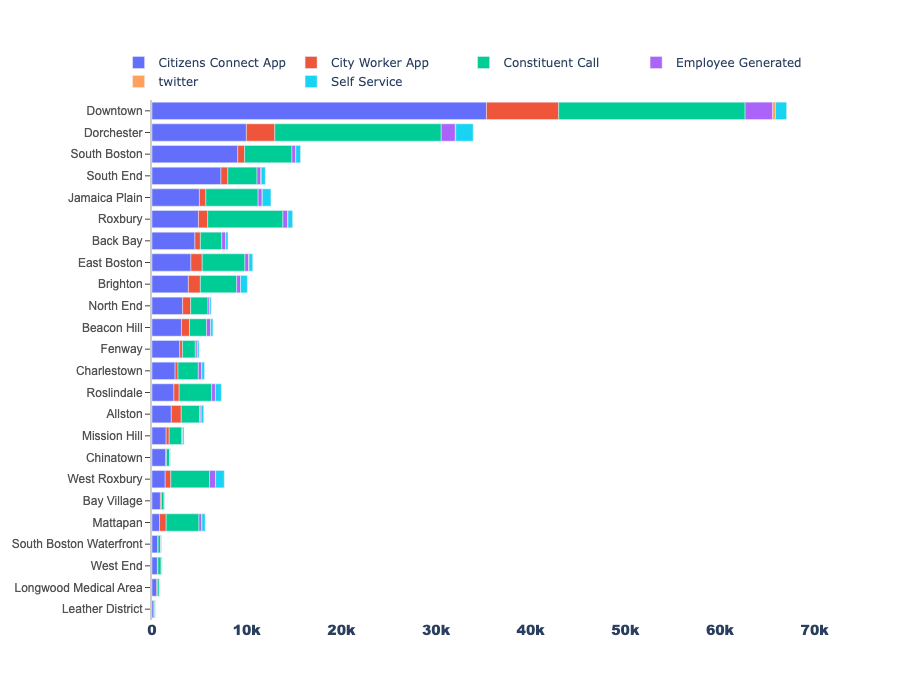 Citizens Connect App City Worker App Constituent Call Employee Generated
twitter Self Service
Downtown
Dorchester
South Boston
South End
Jamaica Plain
Roxbury
Back Bay
East Boston
Brighton
North End
Beacon Hill
Fenway
Charlestown
Roslindale
Allston
Mission Hill
Chinatown
West Roxbury
Bay Village
Mattapan
South Boston Waterfront
West End
Longwood Medical Area
Leather District
0 10k 20k 30k 40k 50k 60k 70k